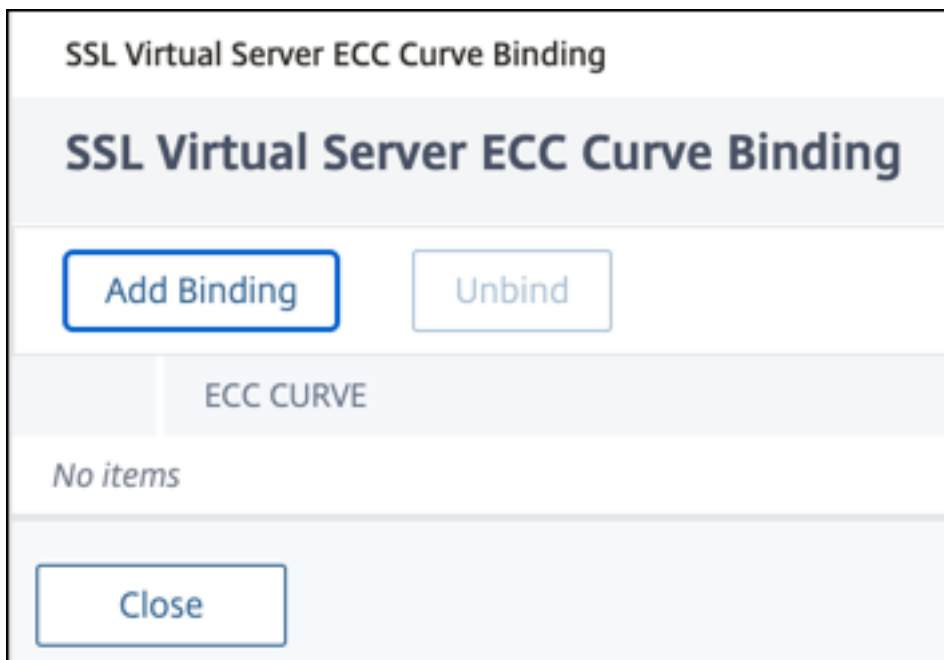 SSL Virtual Server ECC Curve Binding
SSL Virtual Server ECC Curve Binding
Add Binding Unbind
ECC CURVE
No items
Close